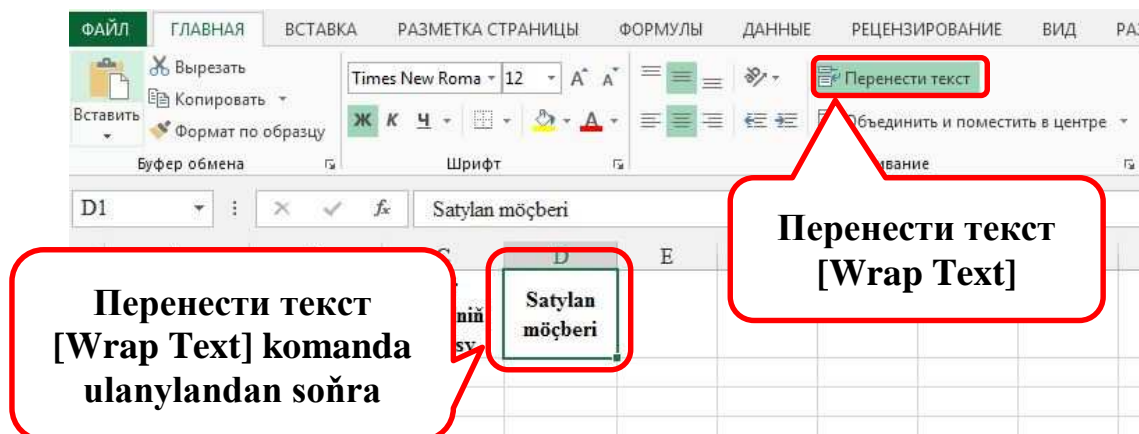 ФАЙЛ ГЛАВНАЯ ВСТАВКА РАЗМЕТКА СТРАНИЦЫ ФОРМУЛЫ ДАННЫЕ РЕЦЕНЗИРОВАНИЕ ВИД
Вставить
Вырезать
Копировать
Формат по образцу
Буфер обмена
Times New Roma 12 A A
Ж К Ч А
Шрифт
Перенести текст
Объединить и поместить в центре
D1 fx Satylan möçberi
D E
Satylan
möçberi
Перенести текст
[Wrap Text]
Перенести текст
[Wrap Text] komanda
ulanylandan soňra